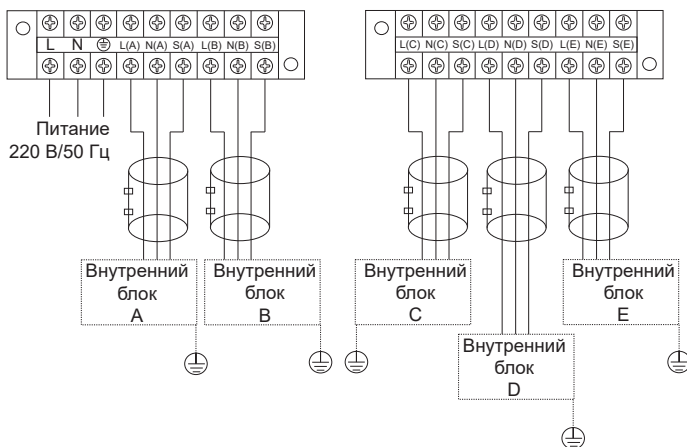 L N L(A) N(A) S(A) L(B) N(B) S(B)
L(C) N(C) S(C) L(D) N(D) S(D) L(E) N(E) S(E)
Питание
220 В/50 Гц
Внутренний
блок
A
Внутренний
блок
B
Внутренний
блок
C
Внутренний
блок
D
Внутренний
блок
E